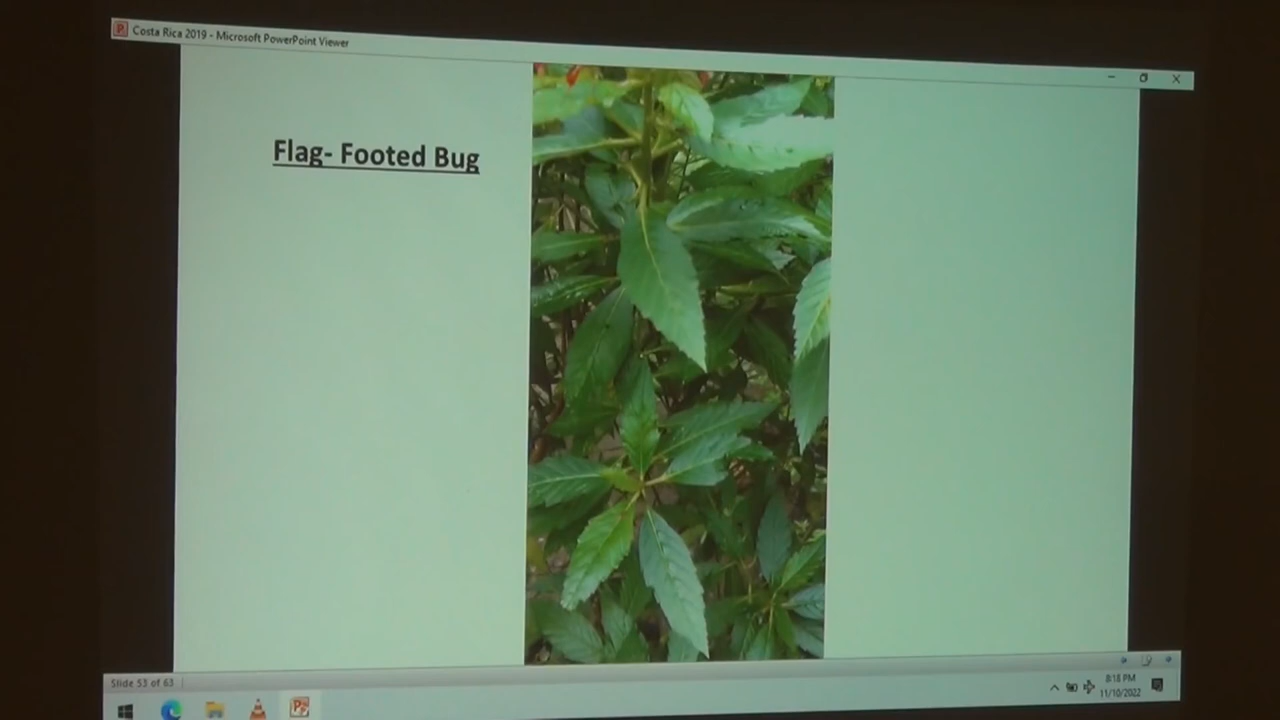 Costa Rica 2019 - Microsoft PowerPoint Viewer
Flag- Footed Bug
Slide 53 of 63
8:18 PM
11/10/2022